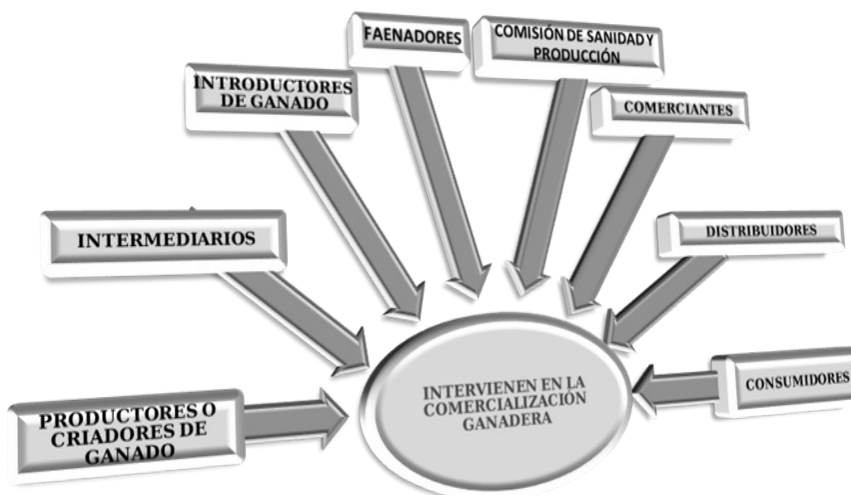 FAENADORES
COMISIÓN DE SANIDAD Y
PRODUCCIÓN
INTRODUCTORES
DE GANADO
COMERCIANTES
INTERMEDIARIOS
DISTRIBUIDORES
PRODUCTORES O
CRIADORES DE
GANADO
INTERVIENEN EN LA
COMERCIALIZACIÓN
GANADERA
CONSUMIDORES